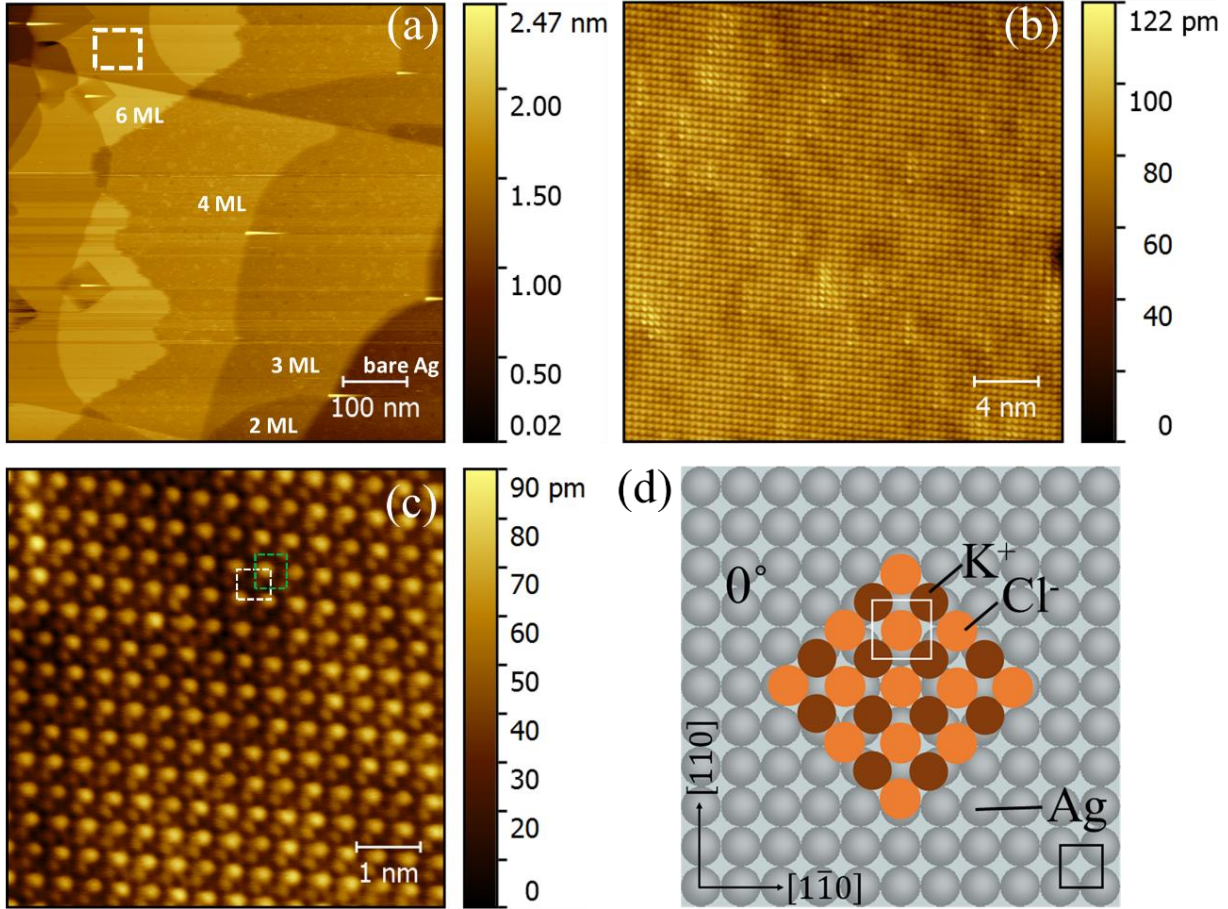 (a)
6 ML
4 ML
3 ML
bare Ag
100 nm
2 ML
2.47 nm
2.00
1.50
1.00
0.50
0.02
(b)
4 nm
122 pm
100
80
60
40
0
(c)
1 nm
90 pm
80
70
60
50
40
30
20
0
(d)
0°
K⁺
Cl⁻
Ag
[110]
[11̄0]